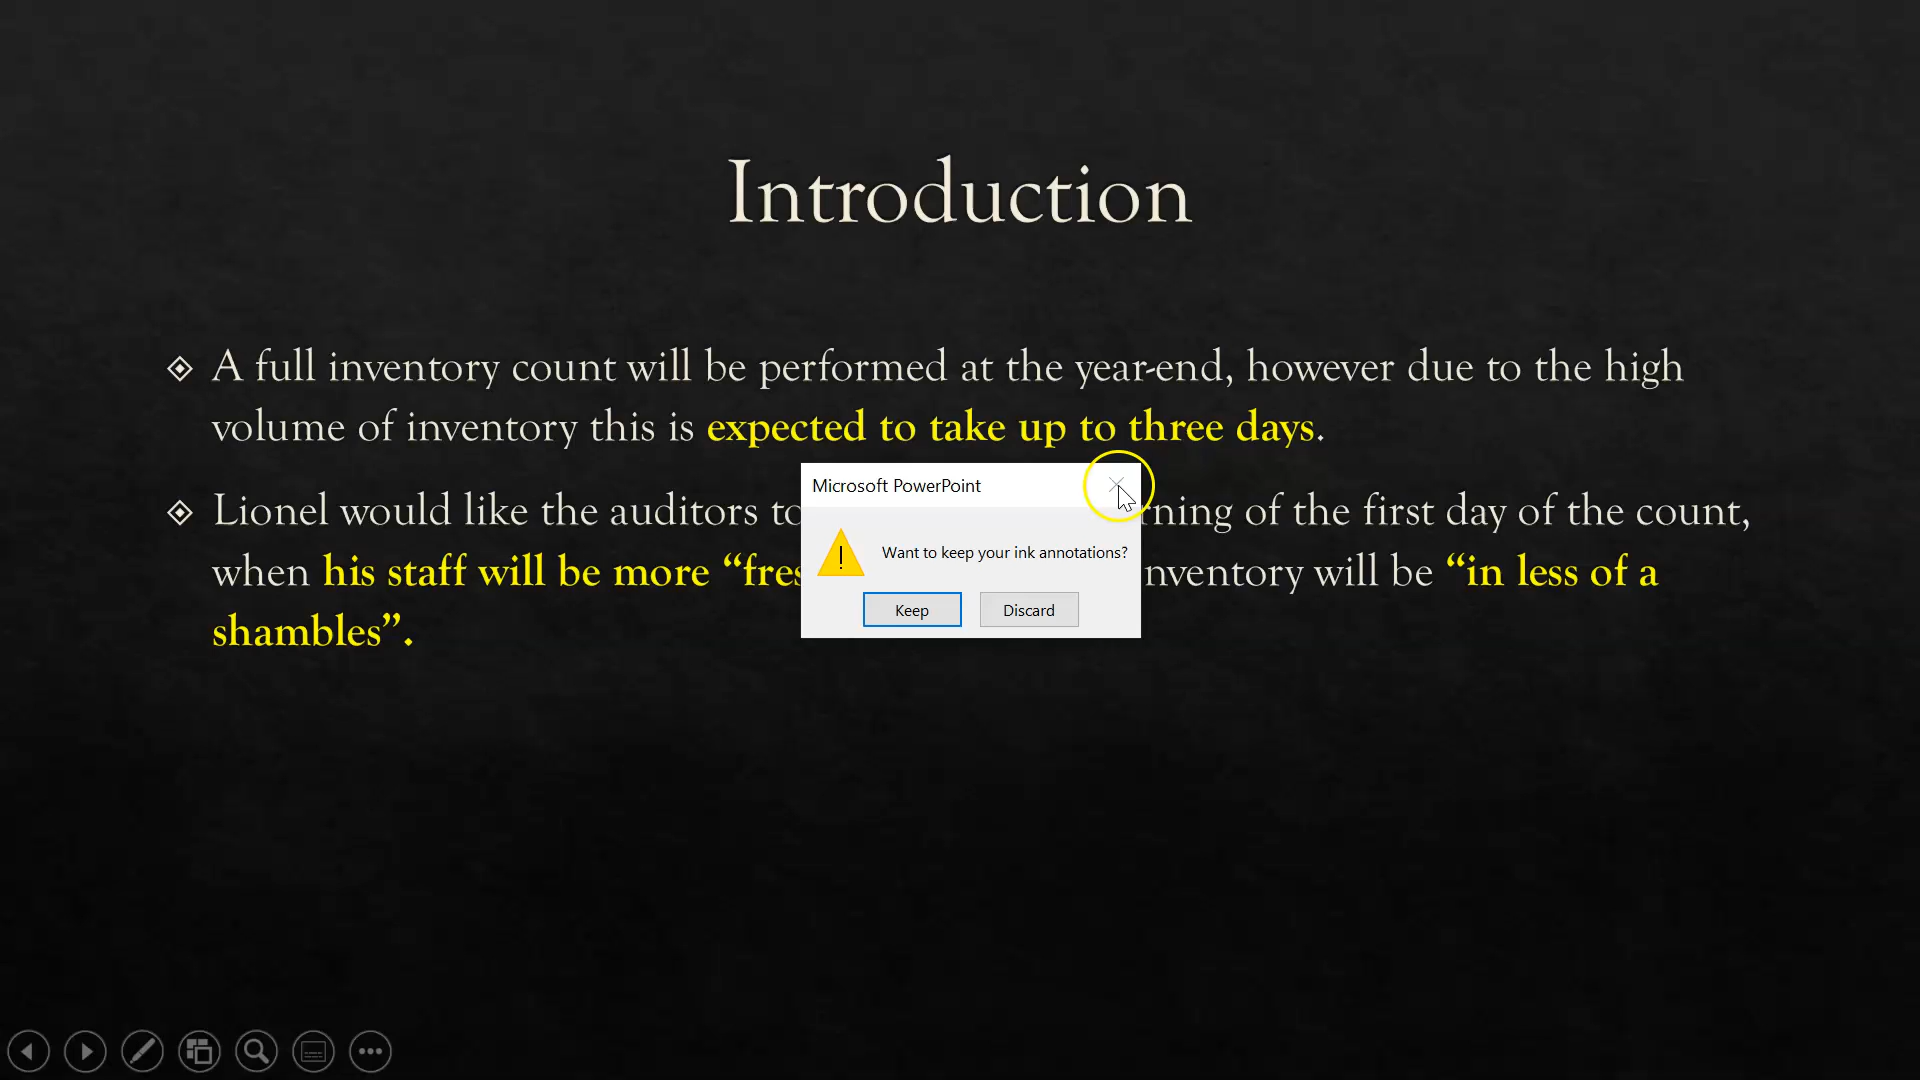 Introduction
A full inventory count will be performed at the year-end, however due to the high
volume of inventory this is expected to take up to three days.
Lionel would like the auditors to
rning of the first day of the count,
when his staff will be more “fres
nventory will be “in less of a
shambles”.
Microsoft PowerPoint
Want to keep your ink annotations?
Keep
Discard